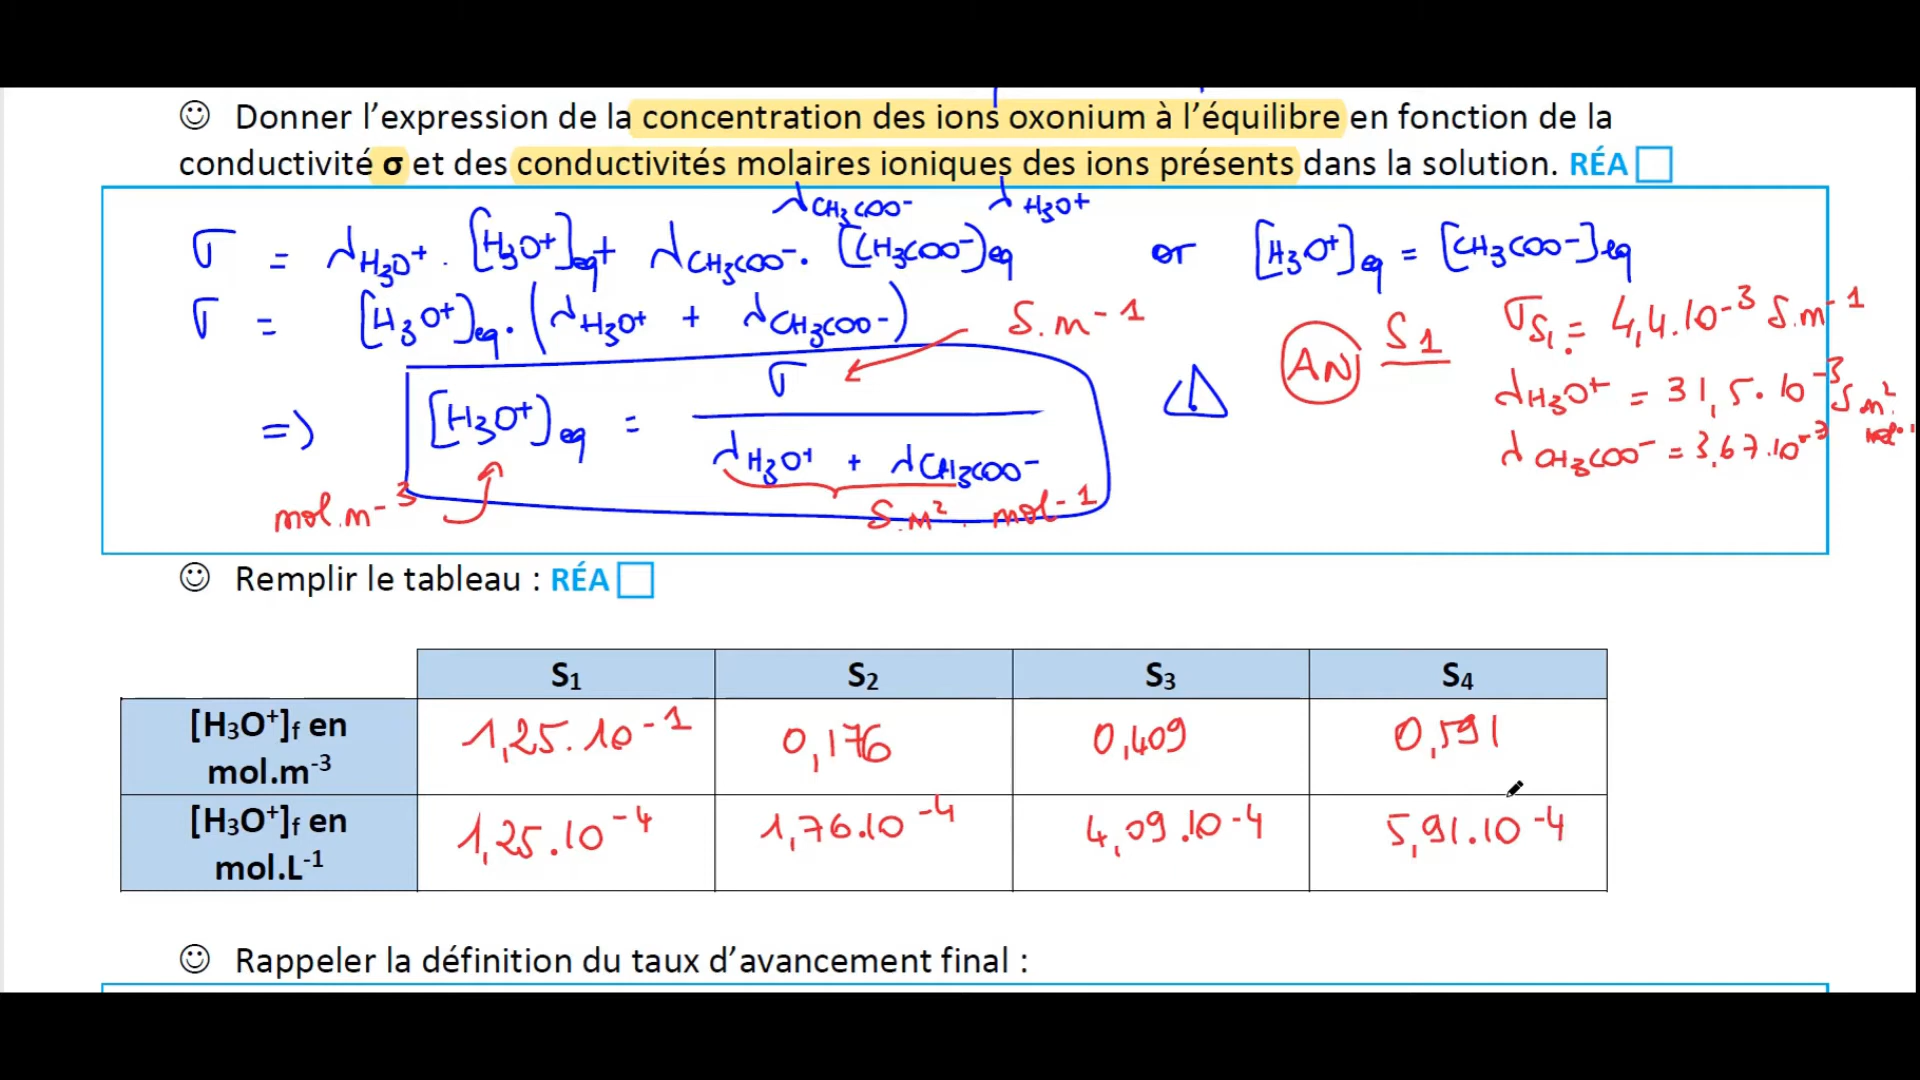 ☺ Donner l’expression de la concentration des ions oxonium à l’équilibre en fonction de la
conductivité σ et des conductivités molaires ioniques des ions présents dans la solution. RÉA ☐
λCH₃COO⁻ λH₃O⁺
σ = λH₃O⁺ . [H₃O⁺]eq + λCH₃COO⁻ . [CH₃COO⁻]eq or [H₃O⁺]eq = [CH₃COO⁻]eq
σ = [H₃O⁺]eq . (λH₃O⁺ + λCH₃COO⁻)
S.m⁻¹
=> [H₃O⁺]eq = σ / (λH₃O⁺ + λCH₃COO⁻)
mol.m⁻³
S.m².mol⁻¹
AN S1
σS₁ = 4,4.10⁻³ S.m⁻¹
λH₃O⁺ = 31,5.10⁻³ S.m².
λCH₃COO⁻ = 3,67.10⁻³ mol⁻¹
☺ Remplir le tableau : RÉA ☐
S₁ S₂ S₃ S₄
[H₃O⁺]f en
mol.m⁻³
1,25.10⁻¹ 0,176 0,409 0,591
[H₃O⁺]f en
mol.L⁻¹
1,25.10⁻⁴ 1,76.10⁻⁴ 4,09.10⁻⁴ 5,91.10⁻⁴
☺ Rappeler la définition du taux d’avancement final :